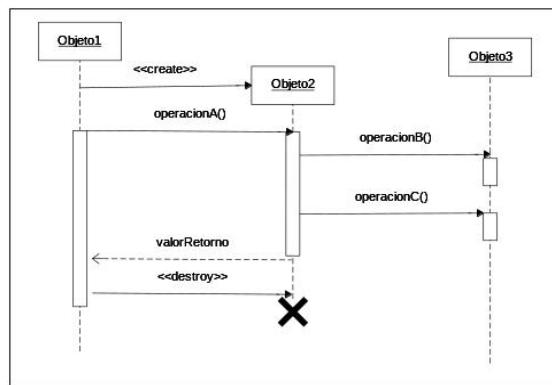 Objeto1
Objeto3
<<create>>
Objeto2
operacionA()
operacionB()
operacionC()
valorRetorno
<<destroy>>